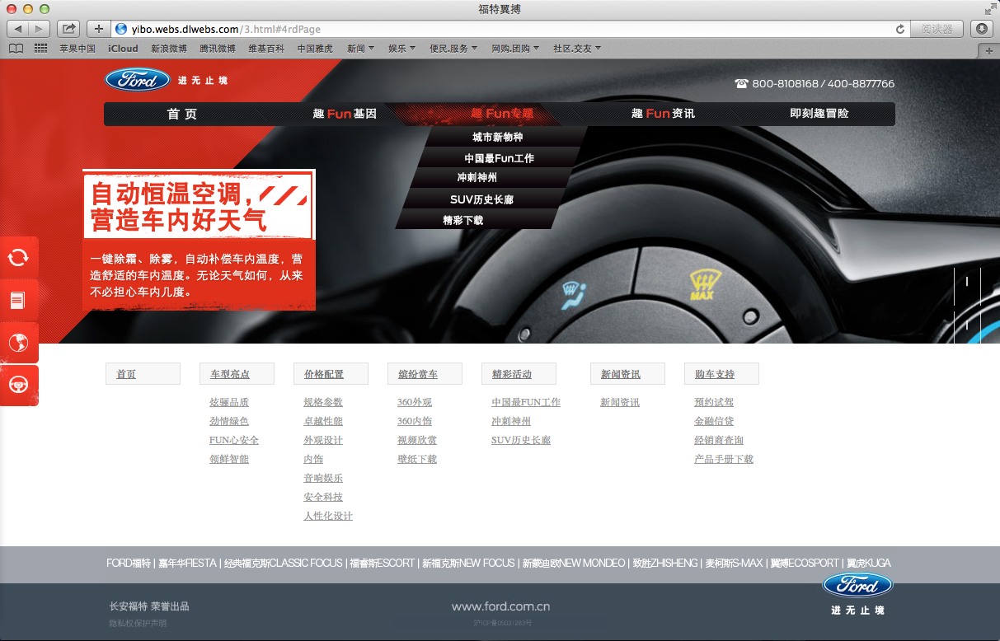 福特翼搏
yibo.webs.dlwebs.com/3.html#4rdPage
阅读器
苹果中国 iCloud 新浪微博 腾讯微博 维基百科 中国雅虎 新闻 娱乐 便民.服务 网购.团购 社区.交友
Ford 进无止境
800-8108168 / 400-8877766
首页 趣Fun基因 趣Fun专题 趣Fun资讯 即刻趣冒险
城市新物种
中国最Fun工作
冲刺神州
SUV历史长廊
精彩下载
自动恒温空调，
营造车内好天气
一键除霜、除雾，自动补偿车内温度，营
造舒适的车内温度。无论天气如何，从来
不必担心车内几度。
MAX
首页 车型亮点 价格配置 缤纷赏车 精彩活动 新闻资讯 购车支持
炫骊品质 规格参数 360外观 中国最FUN工作 新闻资讯 预约试驾
劲情绿色 卓越性能 360内饰 冲刺神州 金融信贷
FUN心安全 外观设计 视频欣赏 SUV历史长廊 经销商查询
领鲜智能 内饰 壁纸下载 产品手册下载
音响娱乐
安全科技
人性化设计
FORD福特 | 嘉年华FIESTA | 经典福克斯CLASSIC FOCUS | 福睿斯ESCORT | 新福克斯NEW FOCUS | 新蒙迪欧NEW MONDEO | 致胜ZHISHENG | 麦柯斯S-MAX | 翼搏ECOSPORT | 翼虎KUGA
Ford
进无止境
长安福特 荣誉出品 www.ford.com.cn
隐私权保护声明